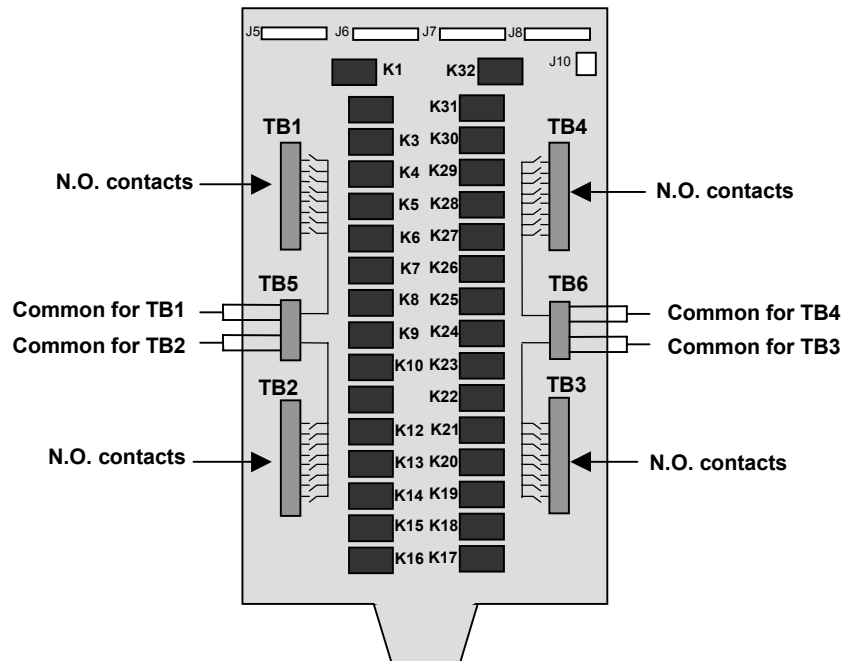 J5 J6 J7 J8
J10
K1 K32
K31
TB1 K3 K30 TB4
K4 K29
N.O. contacts N.O. contacts
K5 K28
K6 K27
K7 K26
TB5 K8 K25 TB6
Common for TB1 Common for TB4
K9 K24
Common for TB2 Common for TB3
K10 K23
TB2 K22 TB3
K12 K21
N.O. contacts K13 K20 N.O. contacts
K14 K19
K15 K18
K16 K17